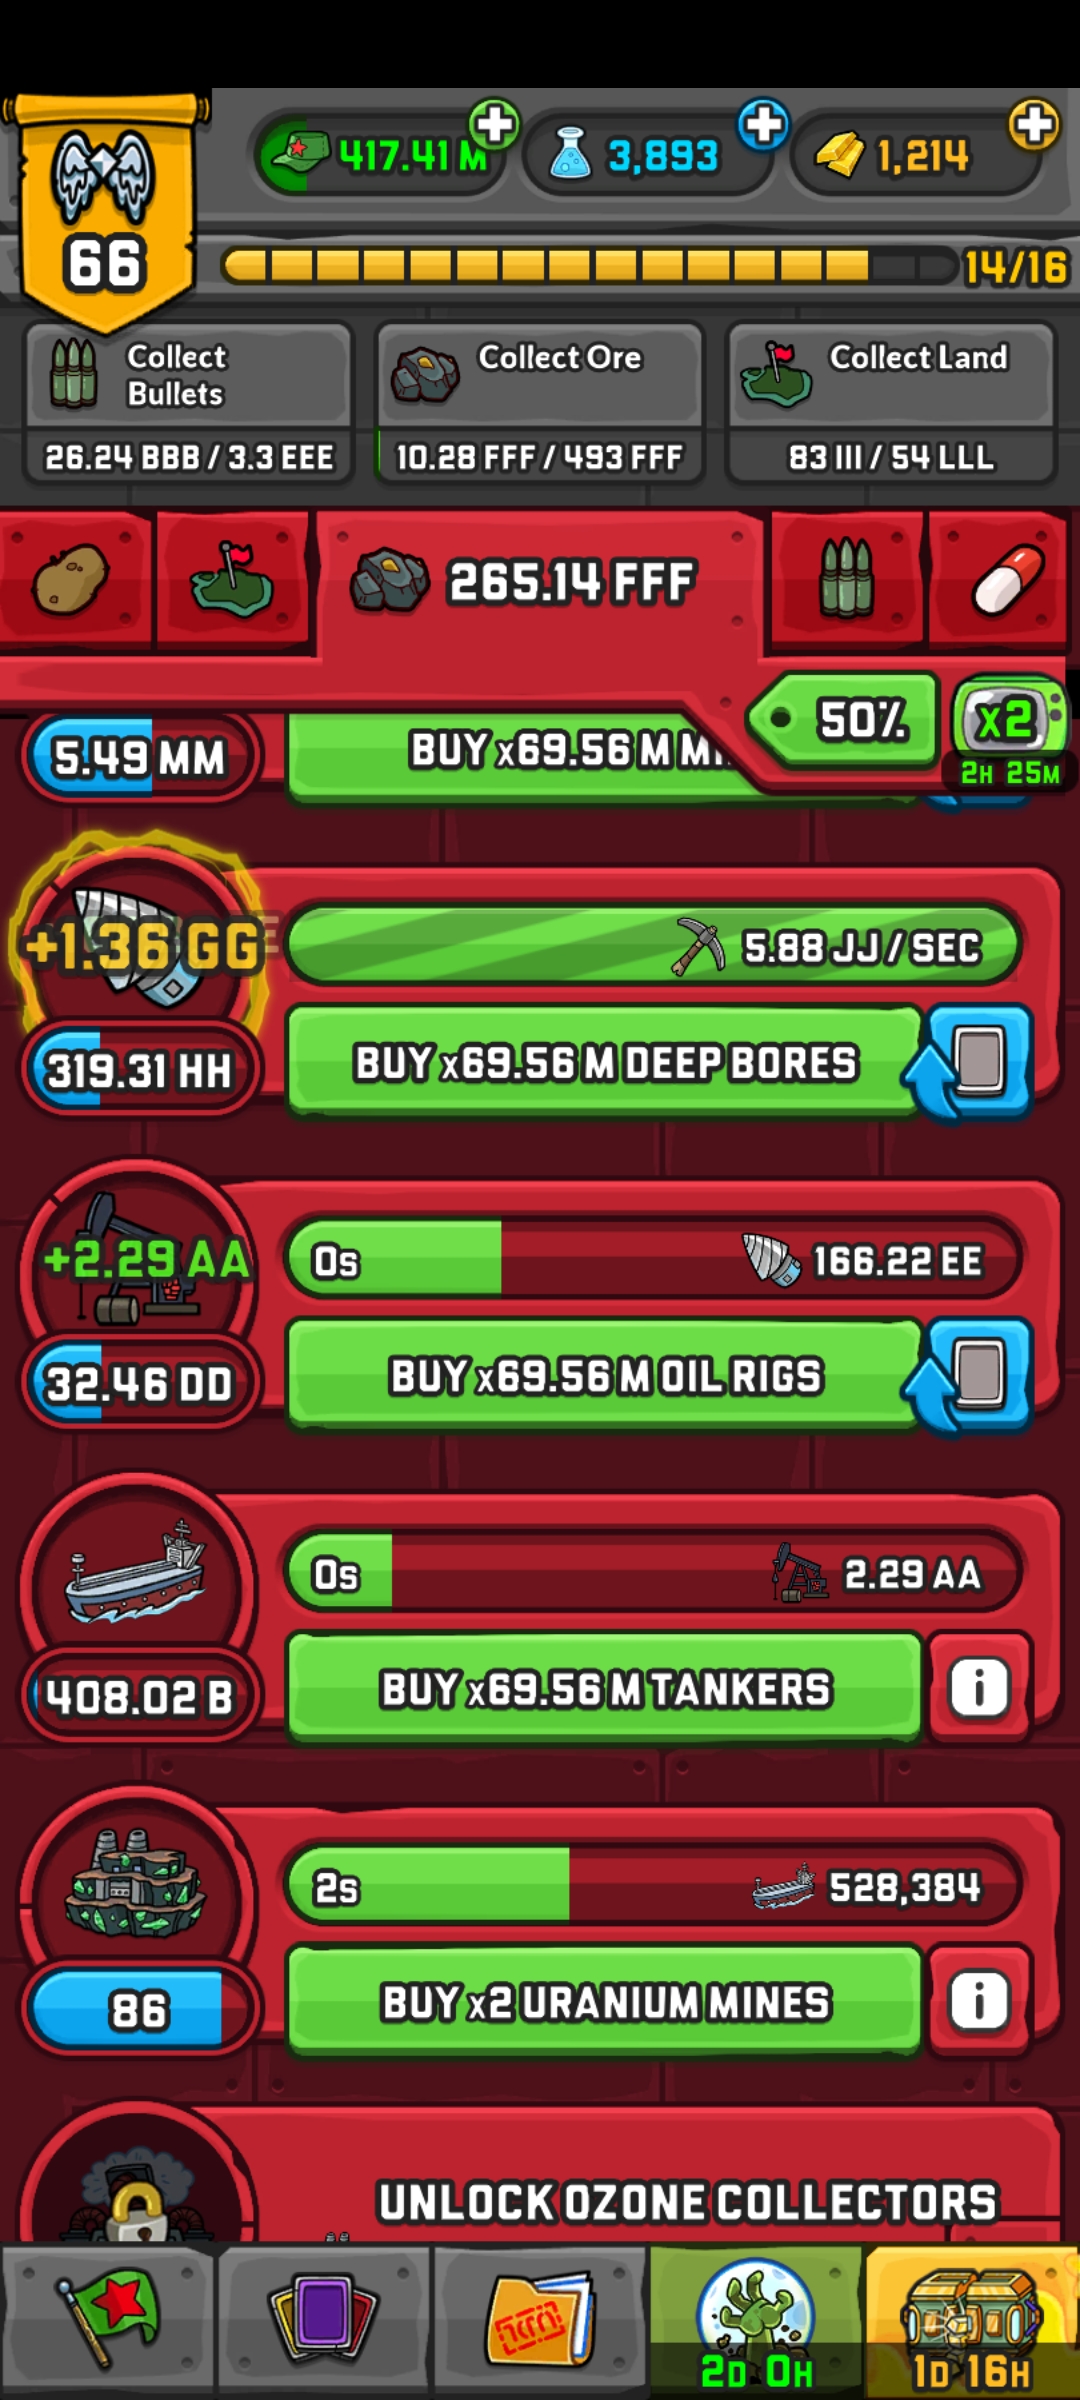 66
417.41 M
3,893
1,214
14/16
Collect
Bullets
26.24 BBB / 3.3 EEE
Collect Ore
10.28 FFF / 493 FFF
Collect Land
83 III / 54 LLL
265.14 FFF
50%
x2
2H 25M
5.49 MM
BUY x69.56 M
+1.36 GG
5.88 JJ / SEC
319.31 HH
BUY x69.56 M DEEP BORES
+2.29 AA
0s
166.22 EE
32.46 DD
BUY x69.56 M OIL RIGS
0s
2.29 AA
408.02 B
BUY x69.56 M TANKERS
i
2s
528,384
86
BUY x2 URANIUM MINES
i
UNLOCK OZONE COLLECTORS
2D 0H
1D 16H